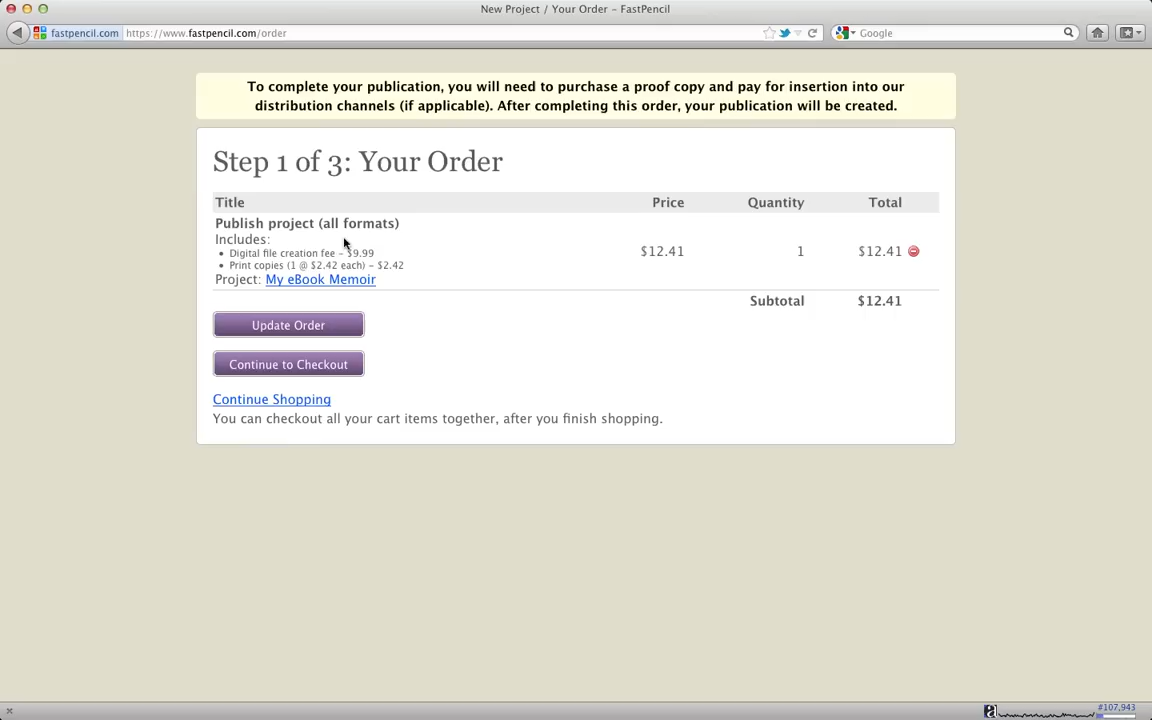 New Project / Your Order – FastPencil
fastpencil.com https://www.fastpencil.com/order
Google
To complete your publication, you will need to purchase a proof copy and pay for insertion into our
distribution channels (if applicable). After completing this order, your publication will be created.
Step 1 of 3: Your Order
Title Price Quantity Total
Publish project (all formats)
Includes:
• Digital file creation fee – $9.99
• Print copies (1 @ $2.42 each) – $2.42
$12.41 1 $12.41
Project: My eBook Memoir
Subtotal $12.41
Update Order
Continue to Checkout
Continue Shopping
You can checkout all your cart items together, after you finish shopping.
#107,943